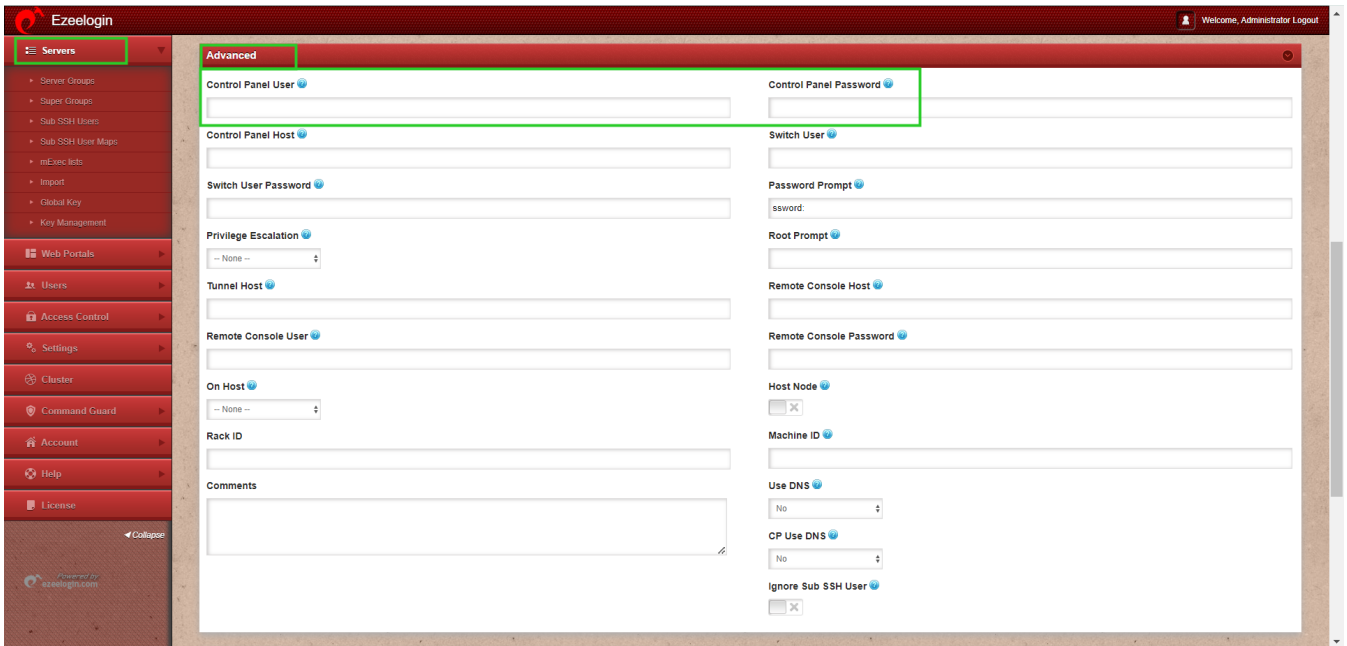 Ezeelogin
Welcome, Administrator Logout
Servers
Server Groups
Super Groups
Sub SSH Users
Sub SSH User Maps
mExec lists
Import
Global Key
Key Management
Web Portals
Users
Access Control
Settings
Cluster
Command Guard
Account
Help
License
Collapse
Powered by
ezeelogin.com
Advanced
Control Panel User
Control Panel Password
Control Panel Host
Switch User
Switch User Password
Password Prompt
ssword:
Privilege Escalation
Root Prompt
-- None --
Tunnel Host
Remote Console Host
Remote Console User
Remote Console Password
On Host
Host Node
-- None --
Rack ID
Machine ID
Comments
Use DNS
No
CP Use DNS
No
Ignore Sub SSH User